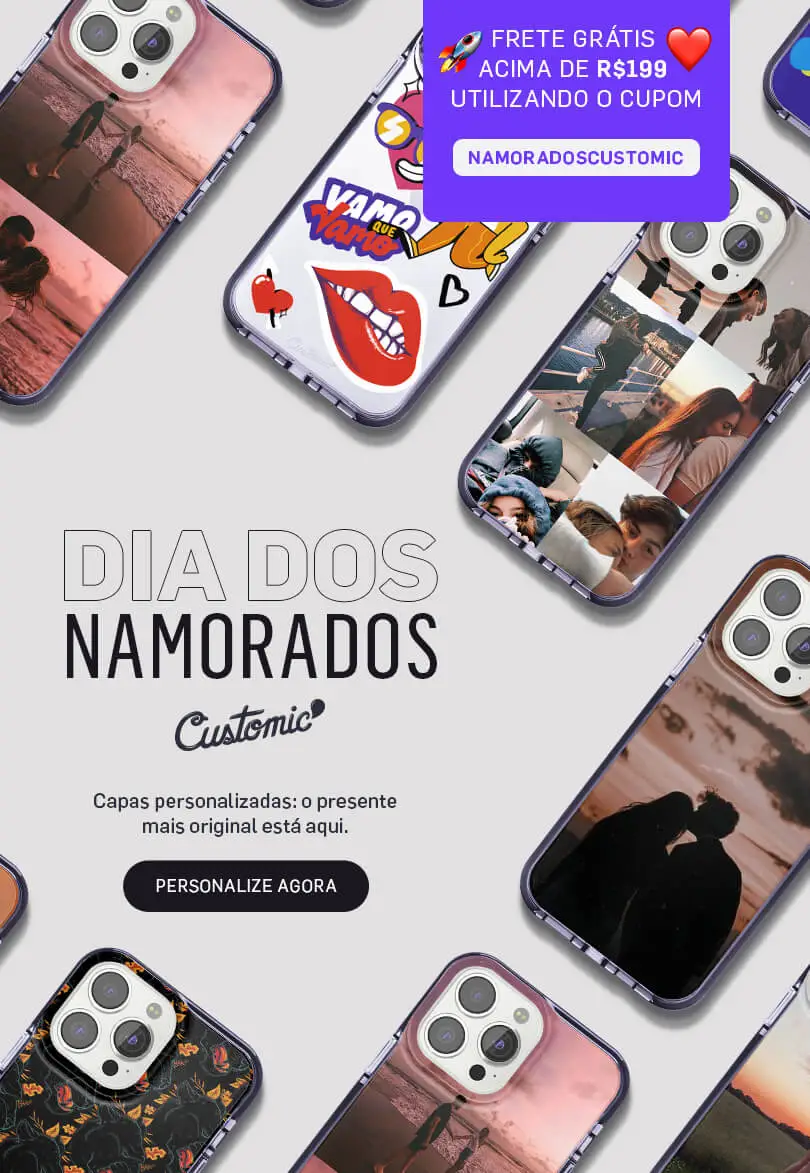 FRETE GRÁTIS
ACIMA DE R$199
UTILIZANDO O CUPOM
NAMORADOSCUSTOMIC
VAMO
QUE
Vamo
Customic
DIA DOS
NAMORADOS
Customic
Capas personalizadas: o presente
mais original está aqui.
PERSONALIZE AGORA